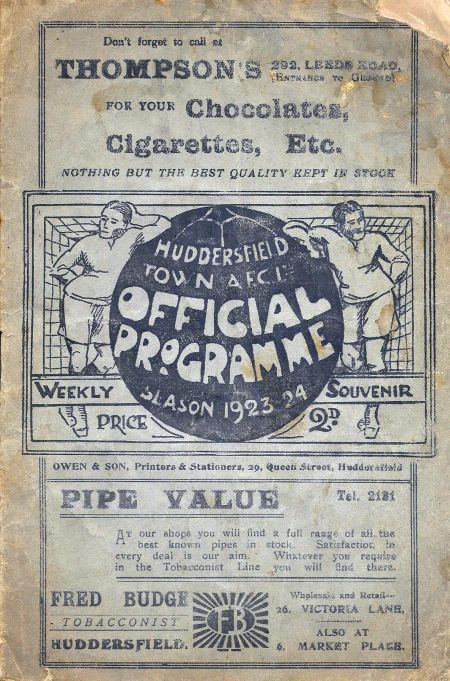 Don't forget to call at
THOMPSON'S 292, LEEDS ROAD,
(ENTRANCE TO GROUND)
FOR YOUR Chocolates,
Cigarettes, Etc.
NOTHING BUT THE BEST QUALITY KEPT IN STOCK
HUDDERSFIELD
TOWN A.F.C. LTD
OFFICIAL
PROGRAMME
SEASON 1923-24
WEEKLY SOUVENIR
PRICE 2D.
OWEN & SON, Printers & Stationers, 29, Queen Street, Huddersfield
PIPE VALUE Tel. 2181
At our shops you will find a full range of all the
best known pipes in stock. Satisfaction in
every deal is our aim. Whatever you require
in the Tobacconist Line you will find there.
FRED BUDGE
- TOBACCONIST
HUDDERSFIELD.
FB
Wholesale and Retail—
26, VICTORIA LANE,
ALSO AT
6, MARKET PLACE.